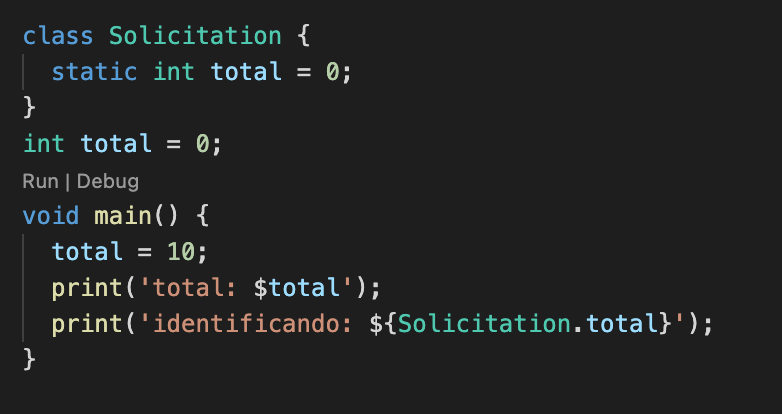 class Solicitation {
  static int total = 0;
}
int total = 0;
Run | Debug
void main() {
  total = 10;
  print('total: $total');
  print('identificando: ${Solicitation.total}');
}